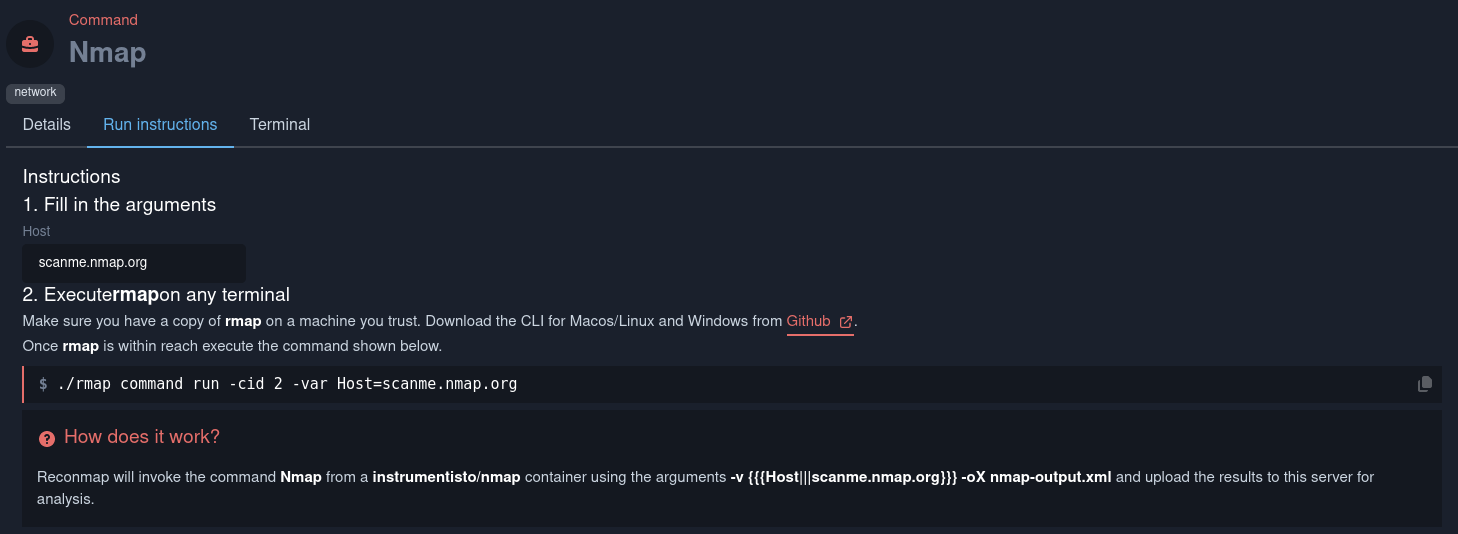 Command
Nmap
network
Details Run instructions Terminal
Instructions
1. Fill in the arguments
Host
scanme.nmap.org
2. Executermapon any terminal
Make sure you have a copy of rmap on a machine you trust. Download the CLI for Macos/Linux and Windows from Github .
Once rmap is within reach execute the command shown below.
$ ./rmap command run -cid 2 -var Host=scanme.nmap.org
How does it work?
Reconmap will invoke the command Nmap from a instrumentisto/nmap container using the arguments -v {{{Host|||scanme.nmap.org}}} -oX nmap-output.xml and upload the results to this server for
analysis.